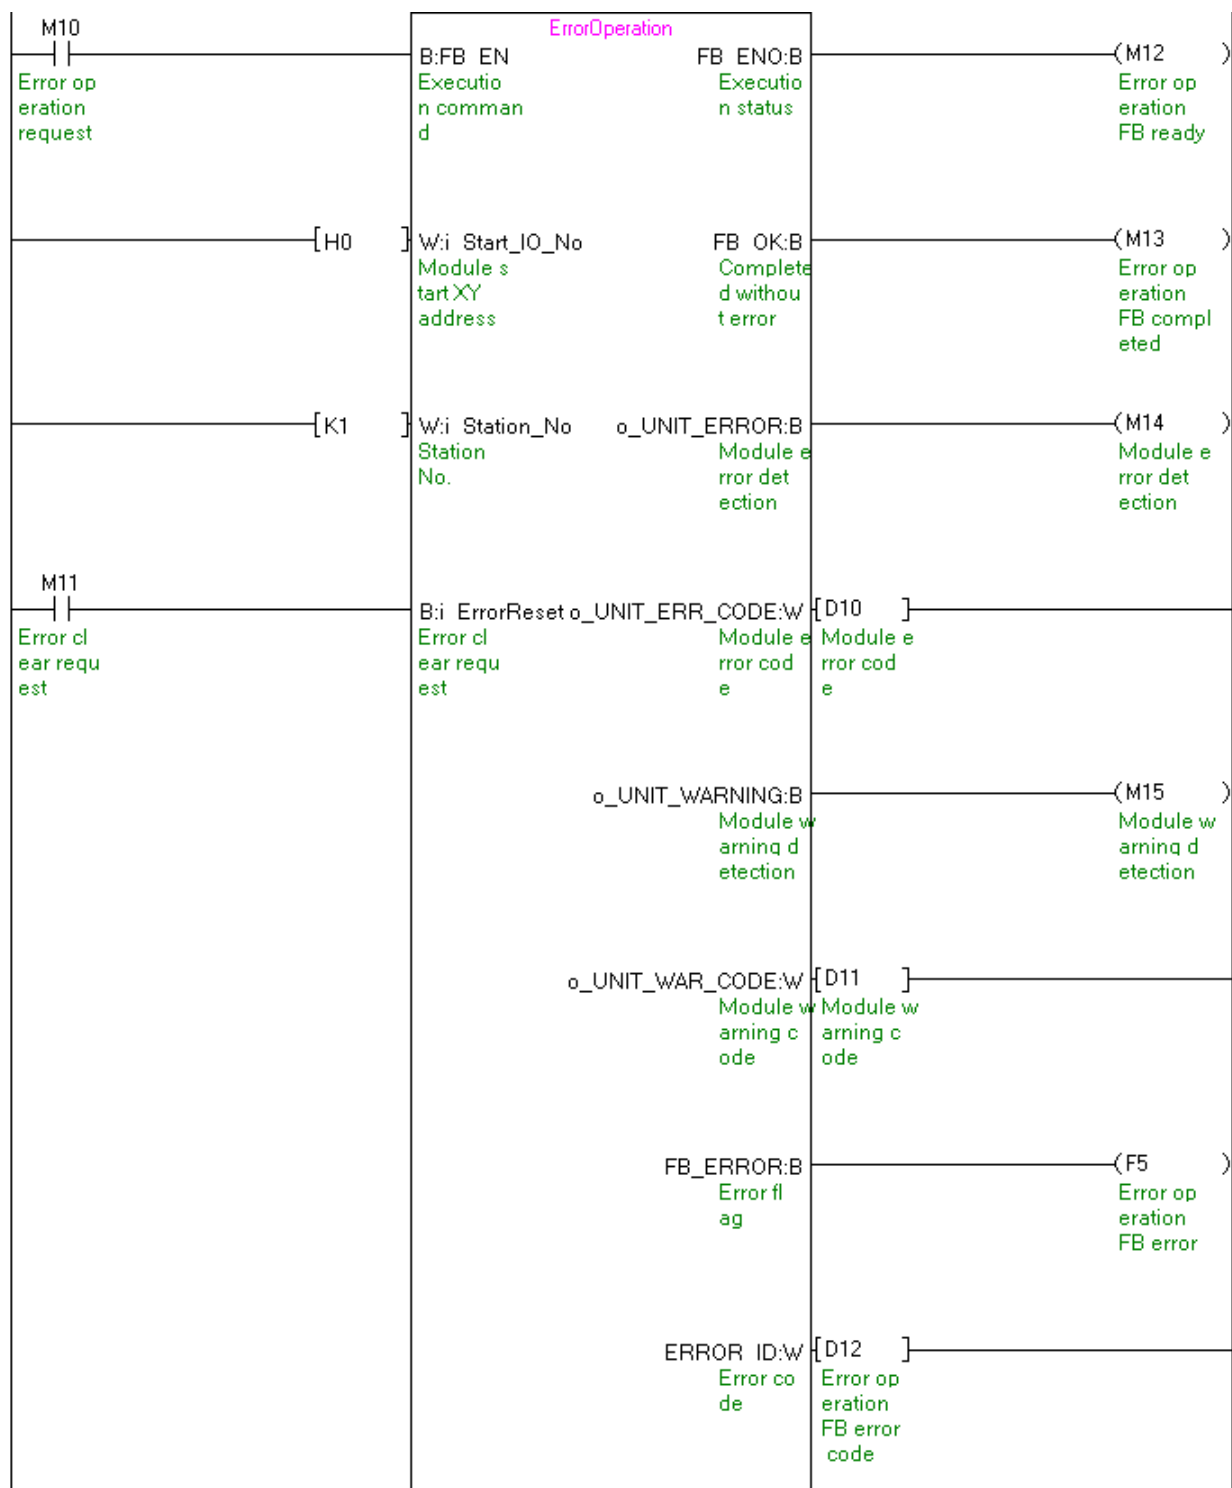 M10
ErrorOperation
B:FB_EN
FB_ENO:B
(M12 )
Error op
eration
request
Executio
n comman
d
Executio
n status
Error op
eration
FB ready
[H0 ]
W:i_Start_IO_No
FB_OK:B
(M13 )
Module s
tart XY
address
Complete
d withou
t error
Error op
eration
FB compl
eted
[K1 ]
W:i_Station_No
o_UNIT_ERROR:B
(M14 )
Station
No.
Module e
rror det
ection
Module e
rror det
ection
M11
B:i_ErrorReset
o_UNIT_ERR_CODE:W
[D10 ]
Error cl
ear requ
est
Error cl
ear requ
est
Module e
rror cod
e
Module e
rror cod
e
o_UNIT_WARNING:B
(M15 )
Module w
arning d
etection
Module w
arning d
etection
o_UNIT_WAR_CODE:W
[D11 ]
Module w
arning c
ode
Module w
arning c
ode
FB_ERROR:B
(F5 )
Error fl
ag
Error op
eration
FB error
ERROR_ID:W
[D12 ]
Error co
de
Error op
eration
FB error
code